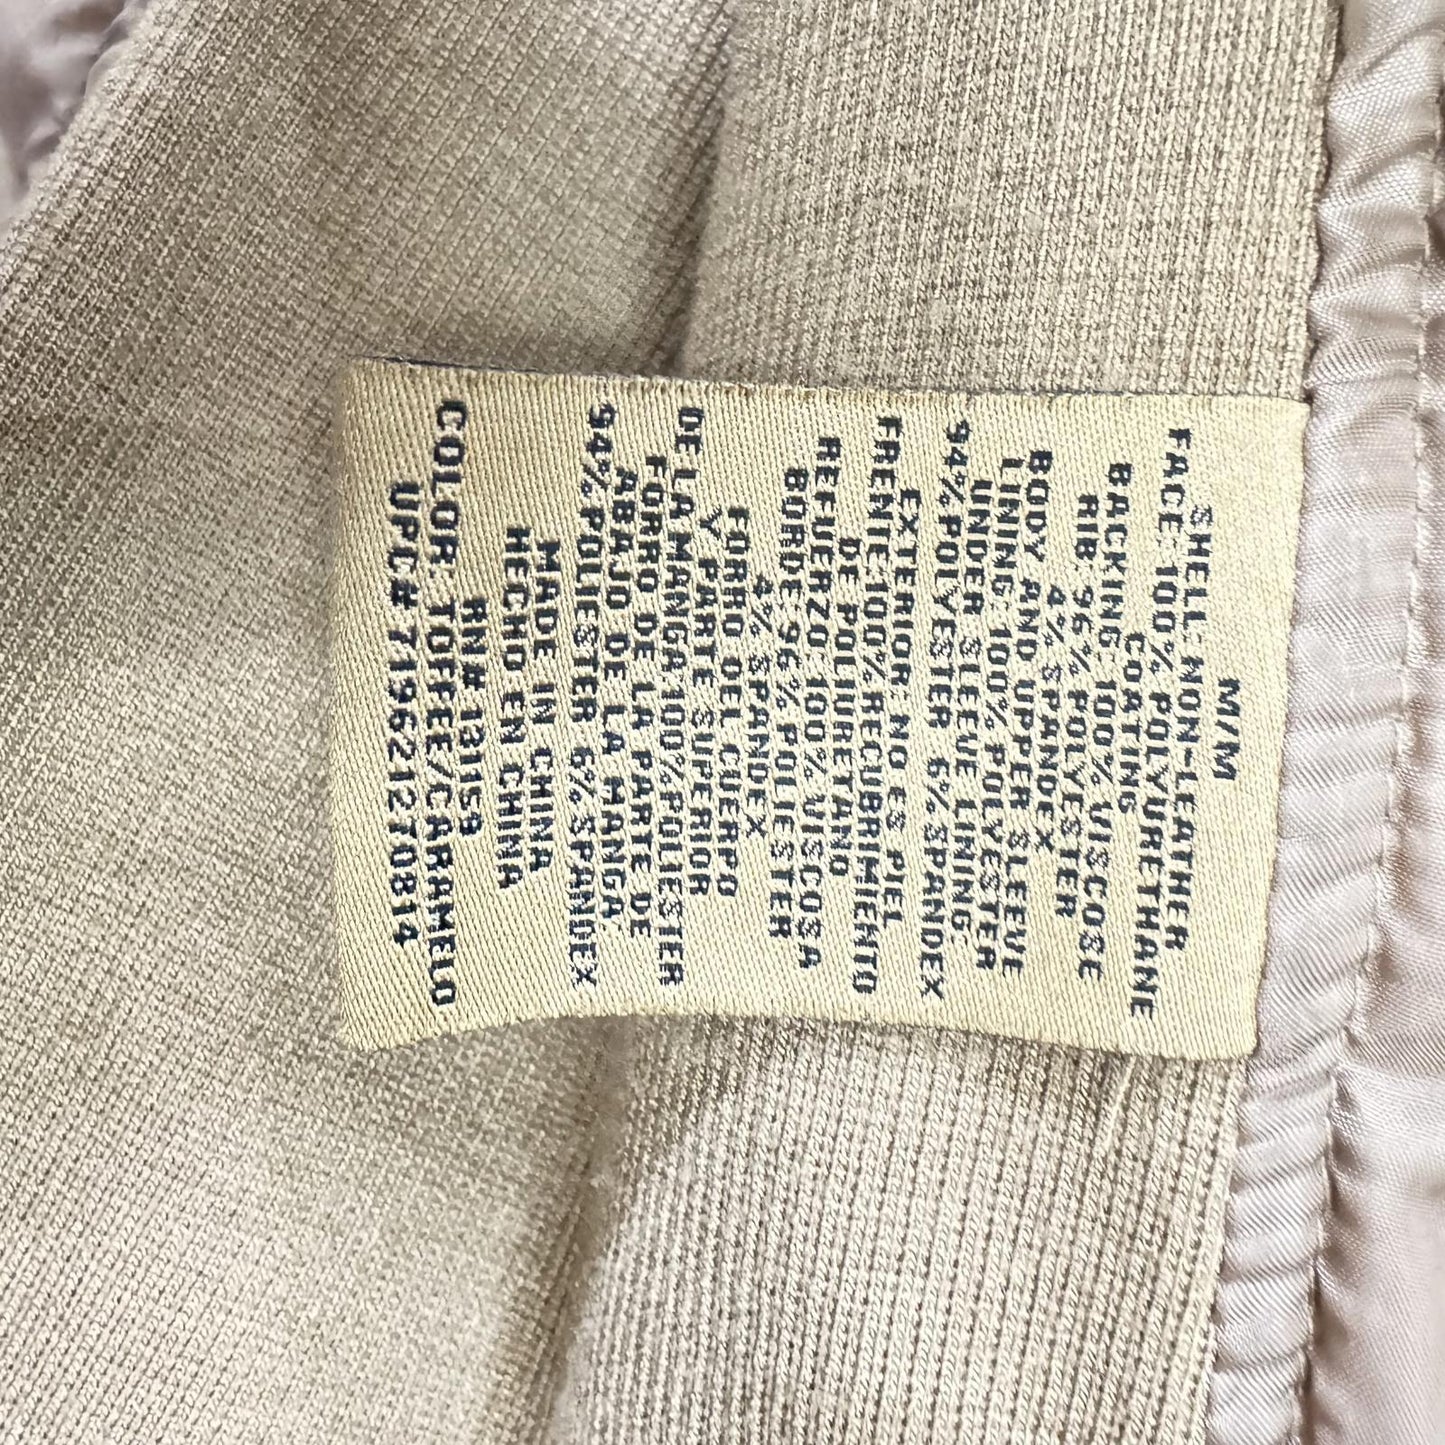 M/M
SHELL: NON-LEATHER
FACE:100% POLYURETHANE
COATING
BACKING: 100% VISCOSE
RIB: 96% POLYESTER
4% SPANDEX
BODY AND UPPER SLEEVE
LINING:100% POLYESTER
UNDER SLEEVE LINING:
94% POLYESTER 6% SPANDEX
EXTERIOR: NO ES PIEL
FRENTE:100% RECUBRIMIENTO
DE POLIURETANO
REFUERZO:100% VISCOSA
BORDE:96% POLIESTER
4% SPANDEX
FORRO DEL CUERPO
Y PARTE SUPERIOR
DE LA MANGA:100%POLIESTER
FORRO DE LA PARTE DE
ABAJO DE LA MANGA:
94%POLIESTER 6% SPANDEX
MADE IN CHINA
HECHO EN CHINA
RN# 131159
COLOR: TOFFEE/CARAMELO
UPC# 719621270814